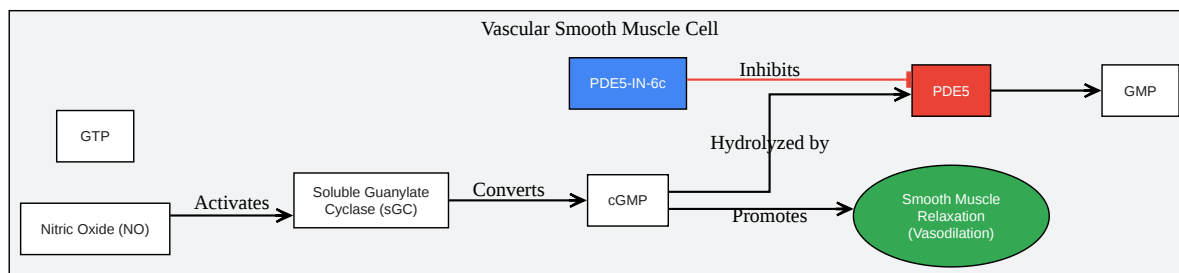 Vascular Smooth Muscle Cell
PDE5-IN-6c
Inhibits
PDE5
GMP
GTP
Hydrolyzed by
Nitric Oxide (NO)
Activates
Soluble Guanylate
Cyclase (sGC)
Converts
cGMP
Promotes
Smooth Muscle
Relaxation
(Vasodilation)